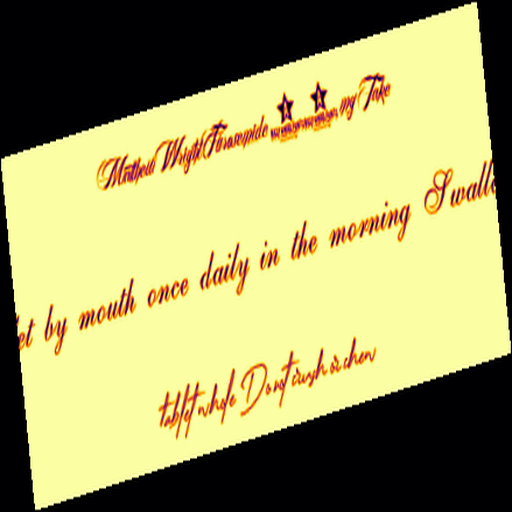 Matthew Wright Furosemide mg Take
et by mouth once daily in the morning Swall
tablet whole Do not crush or chew